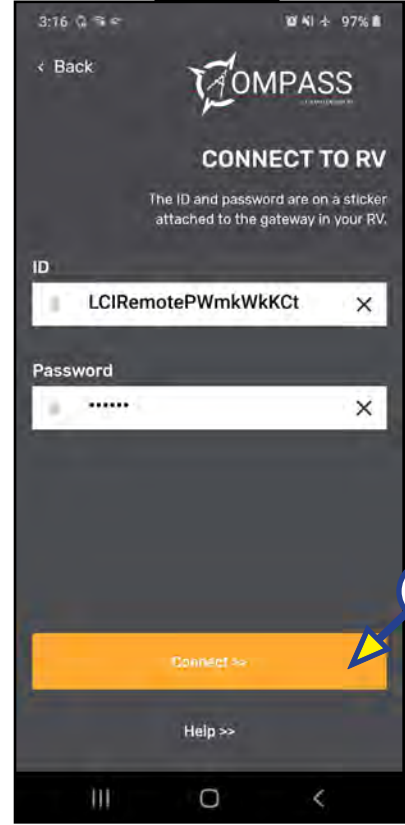 3:16 97%
< Back
COMPASS
CONNECT TO RV
The ID and password are on a sticker
attached to the gateway in your RV.
ID
LCIRemotePWmkWkKCt ×
Password
•••••• ×
Connect >>
Help >>